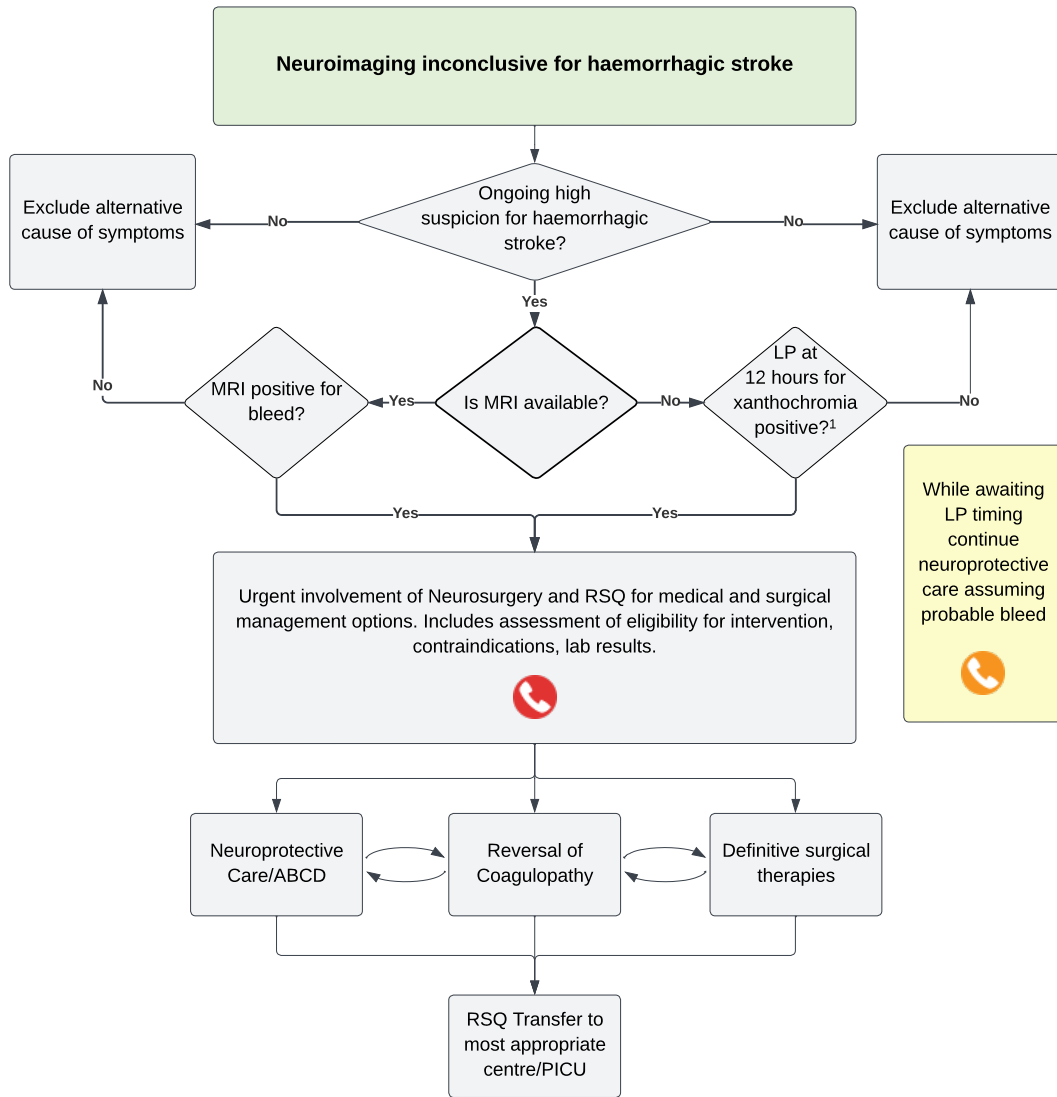 Neuroimaging inconclusive for haemorrhagic stroke
Exclude alternative
cause of symptoms
No
Ongoing high
suspicion for haemorrhagic
stroke?
No
Exclude alternative
cause of symptoms
Yes
No
MRI positive for
bleed?
Yes
Is MRI available?
No
LP at
12 hours for
xanthochromia
positive?¹
No
Yes
Yes
While awaiting
LP timing
continue
neuroprotective
care assuming
probable bleed
Urgent involvement of Neurosurgery and RSQ for medical and surgical
management options. Includes assessment of eligibility for intervention,
contraindications, lab results.
Neuroprotective
Care/ABCD
Reversal of
Coagulopathy
Definitive surgical
therapies
RSQ Transfer to
most appropriate
centre/PICU